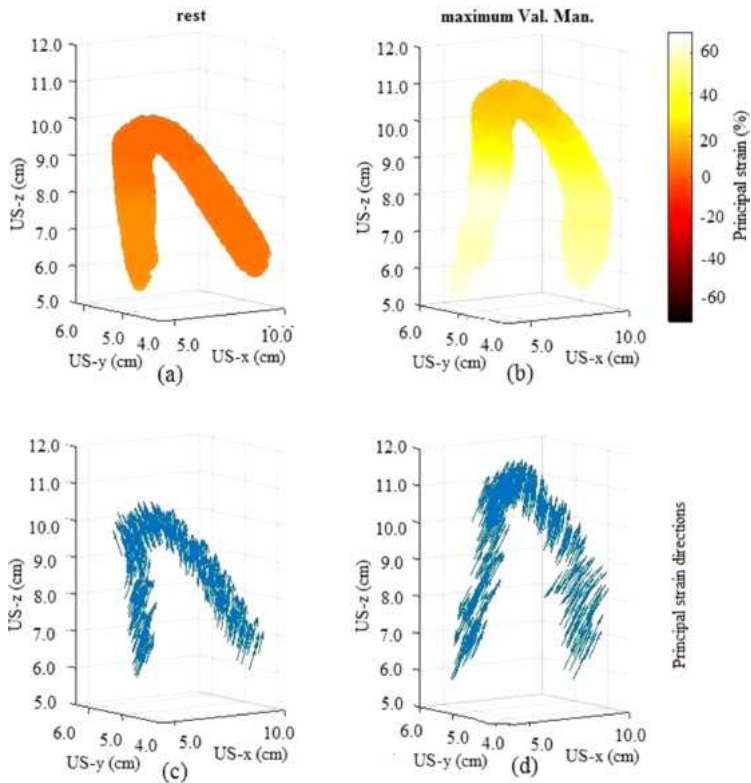 rest
maximum Val. Man.
12.0
11.0
10.0
9.0
8.0
7.0
6.0
5.0
US-z (cm)
6.0
5.0
4.0
5.0
10.0
US-y (cm)
US-x (cm)
(a)
12.0
11.0
10.0
9.0
8.0
7.0
6.0
5.0
US-z (cm)
6.0
5.0
4.0
5.0
10.0
US-y (cm)
US-x (cm)
(b)
60
40
20
0
-20
-40
-60
Principal strain (%)
12.0
11.0
10.0
9.0
8.0
7.0
6.0
5.0
US-z (cm)
6.0
5.0
4.0
5.0
10.0
US-y (cm)
US-x (cm)
(c)
12.0
11.0
10.0
9.0
8.0
7.0
6.0
5.0
US-z (cm)
6.0
5.0
4.0
5.0
10.0
US-y (cm)
US-x (cm)
(d)
Principal strain directions